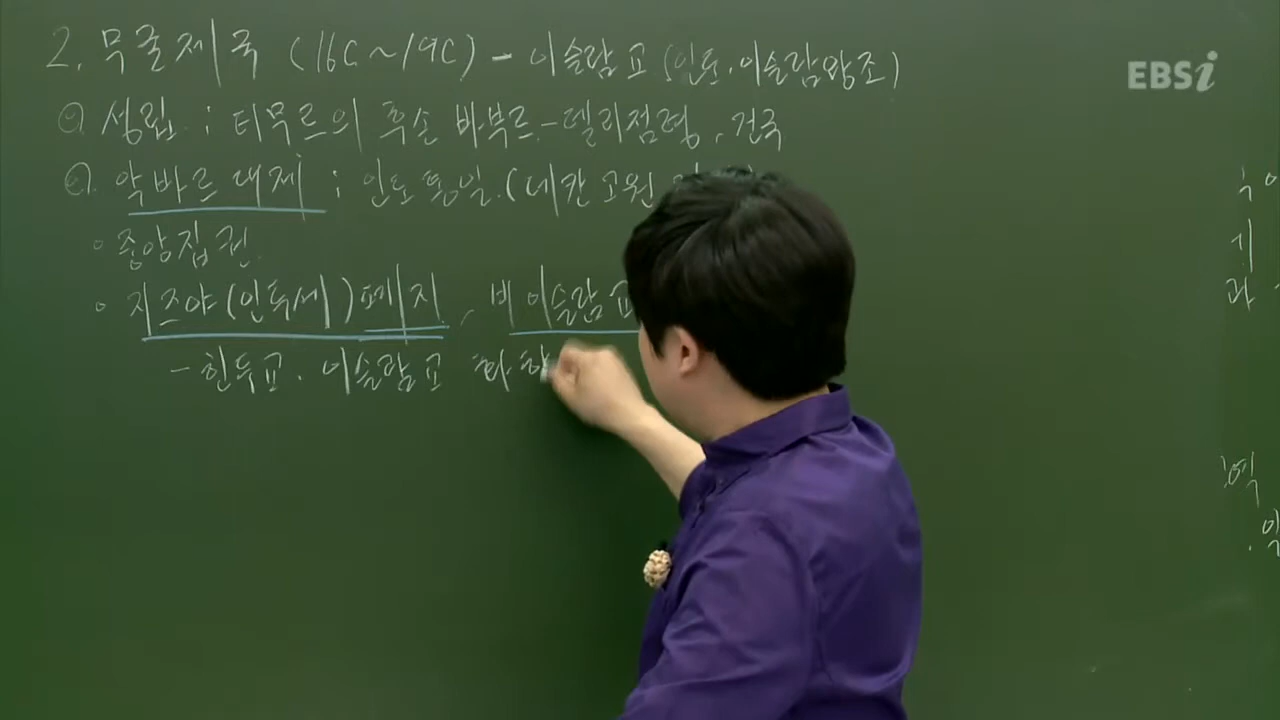 2. 무굴제국 (16C~19C) - 이슬람교 (인도.이슬람왕조)
EBSi
① 성립 : 티무르의 후손 바부르-델리점령, 건국
② 악바르 대제 : 인도통일.(데칸고원
◦ 중앙집권
◦ 지즈야(인두세)폐지, 비이슬람교
- 힌두교. 이슬람교 화합